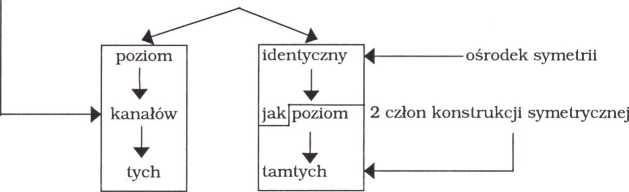 poziom identyczny ośrodek symetrii
kanałów jak poziom 2 człon konstrukcji symetrycznej
tych tamtych